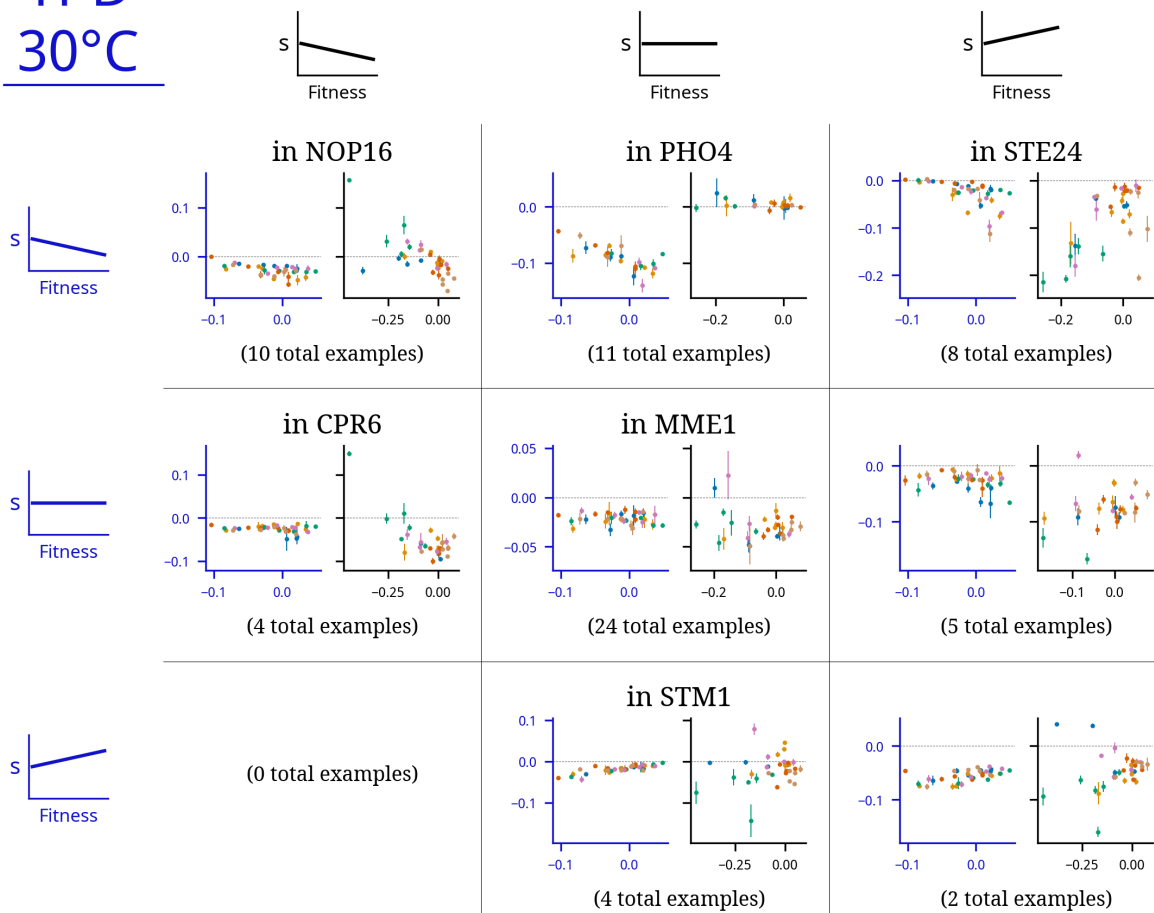 30°C
S
Fitness
S
Fitness
S
Fitness
in NOP16
in PHO4
in STE24
S
Fitness
0.1
0.0
−0.1
0.0
−0.25
0.00
0.0
−0.1
−0.1
0.0
−0.2
0.0
0.0
−0.1
−0.2
−0.1
0.0
−0.2
0.0
(10 total examples)
(11 total examples)
(8 total examples)
in CPR6
in MME1
S
Fitness
0.1
0.0
−0.1
−0.1
0.0
−0.25
0.00
0.05
0.00
−0.05
−0.1
0.0
−0.2
0.0
0.0
−0.1
−0.1
0.0
−0.1
0.0
(4 total examples)
(24 total examples)
(5 total examples)
in STM1
S
Fitness
(0 total examples)
0.1
0.0
−0.1
−0.1
0.0
−0.25
0.00
0.0
−0.1
−0.1
0.0
−0.25
0.00
(4 total examples)
(2 total examples)